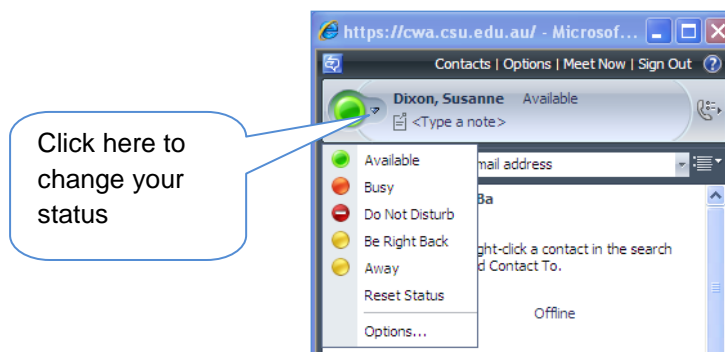 https://cwa.csu.edu.au/ - Microsof...
Contacts | Options | Meet Now | Sign Out ?
Dixon, Susanne Available
<Type a note>
Click here to
change your
status
Available
Busy
Do Not Disturb
Be Right Back
Away
Reset Status
Options...
mail address
Ba
ght-click a contact in the search
d Contact To.
Offline